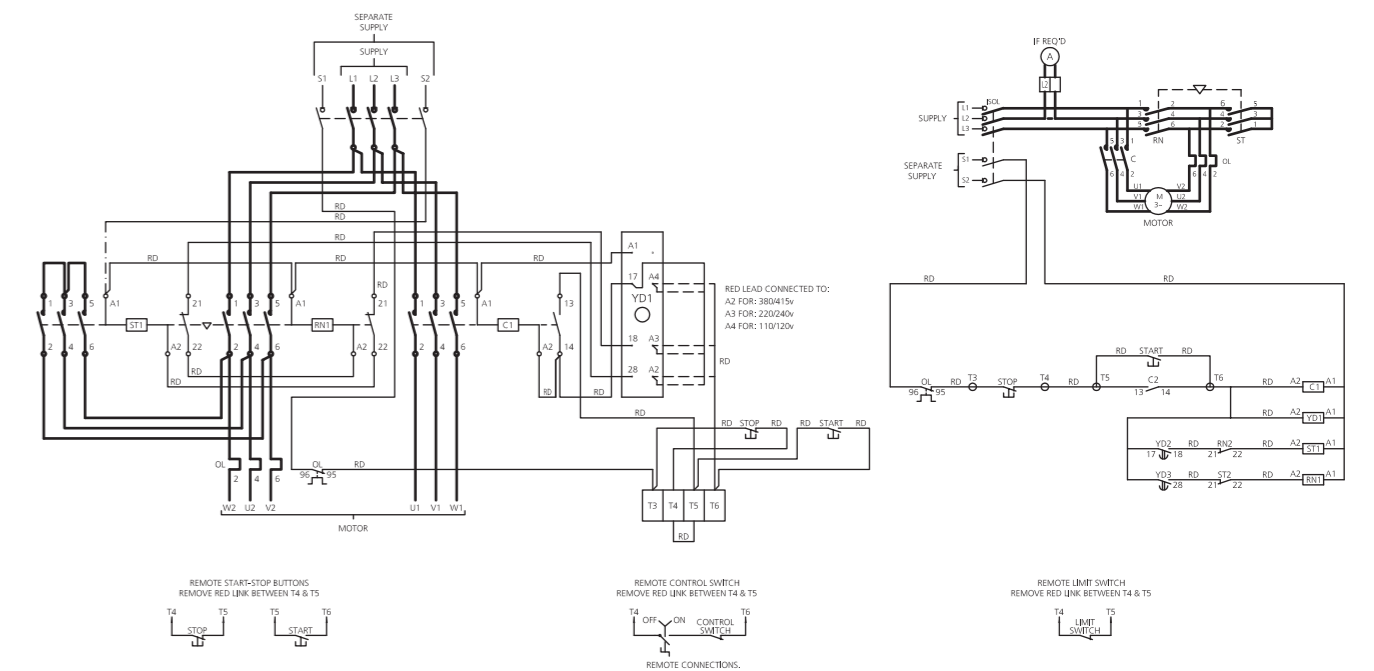 SEPARATE
SUPPLY
SUPPLY
S1 L1 L2 L3 S2
RD
RD
RD
RD
RD
RD
RD
RD
1 3 5 A1 21 1 3 5 A1 21 1 3 5 A1 13
ST1 RN1 C1
2 4 6 A2 22 2 4 6 A2 22 2 4 6 A2 14
RD
RD
RD
A1
17 A4
YD1
18 A3
28 A2
RD
RED LEAD CONNECTED TO:
A2 FOR: 380/415v
A3 FOR: 220/240v
A4 FOR: 110/120v
RD
RD STOP RD RD START RD
OL
2 4 6
OL
96 95
RD
T3 T4 T5 T6
RD
W2 U2 V2 U1 V1 W1
MOTOR
IF REQ'D
A
L2
SUPPLY
L1
L2
L3
SOL
SEPARATE
SUPPLY
S1
S2
1 2
3 4
5 6
RN
6 5
4 3
2 1
ST
5 3 1
C
6 4 2
OL
6 4 2
U1
V1
W1
M
3~
V2
U2
W2
MOTOR
RD
RD
RD START RD
OL RD T3 STOP T4 RD T5 C2 T6 RD A2 C1 A1
96 95 13 14
RD A2 YD1 A1
YD2 RD RN2 RD A2 ST1 A1
17 18 21 22
YD3 RD ST2 RD A2 RN1 A1
28 21 22
REMOTE START-STOP BUTTONS
REMOVE RED LINK BETWEEN T4 & T5
T4 T5 T5 T6
STOP START
REMOTE CONTROL SWITCH
REMOVE RED LINK BETWEEN T4 & T5
T4 T6
OFF ON CONTROL
SWITCH
REMOTE CONNECTIONS.
REMOTE LIMIT SWITCH
REMOVE RED LINK BETWEEN T4 & T5
T4 T5
LIMIT
SWITCH